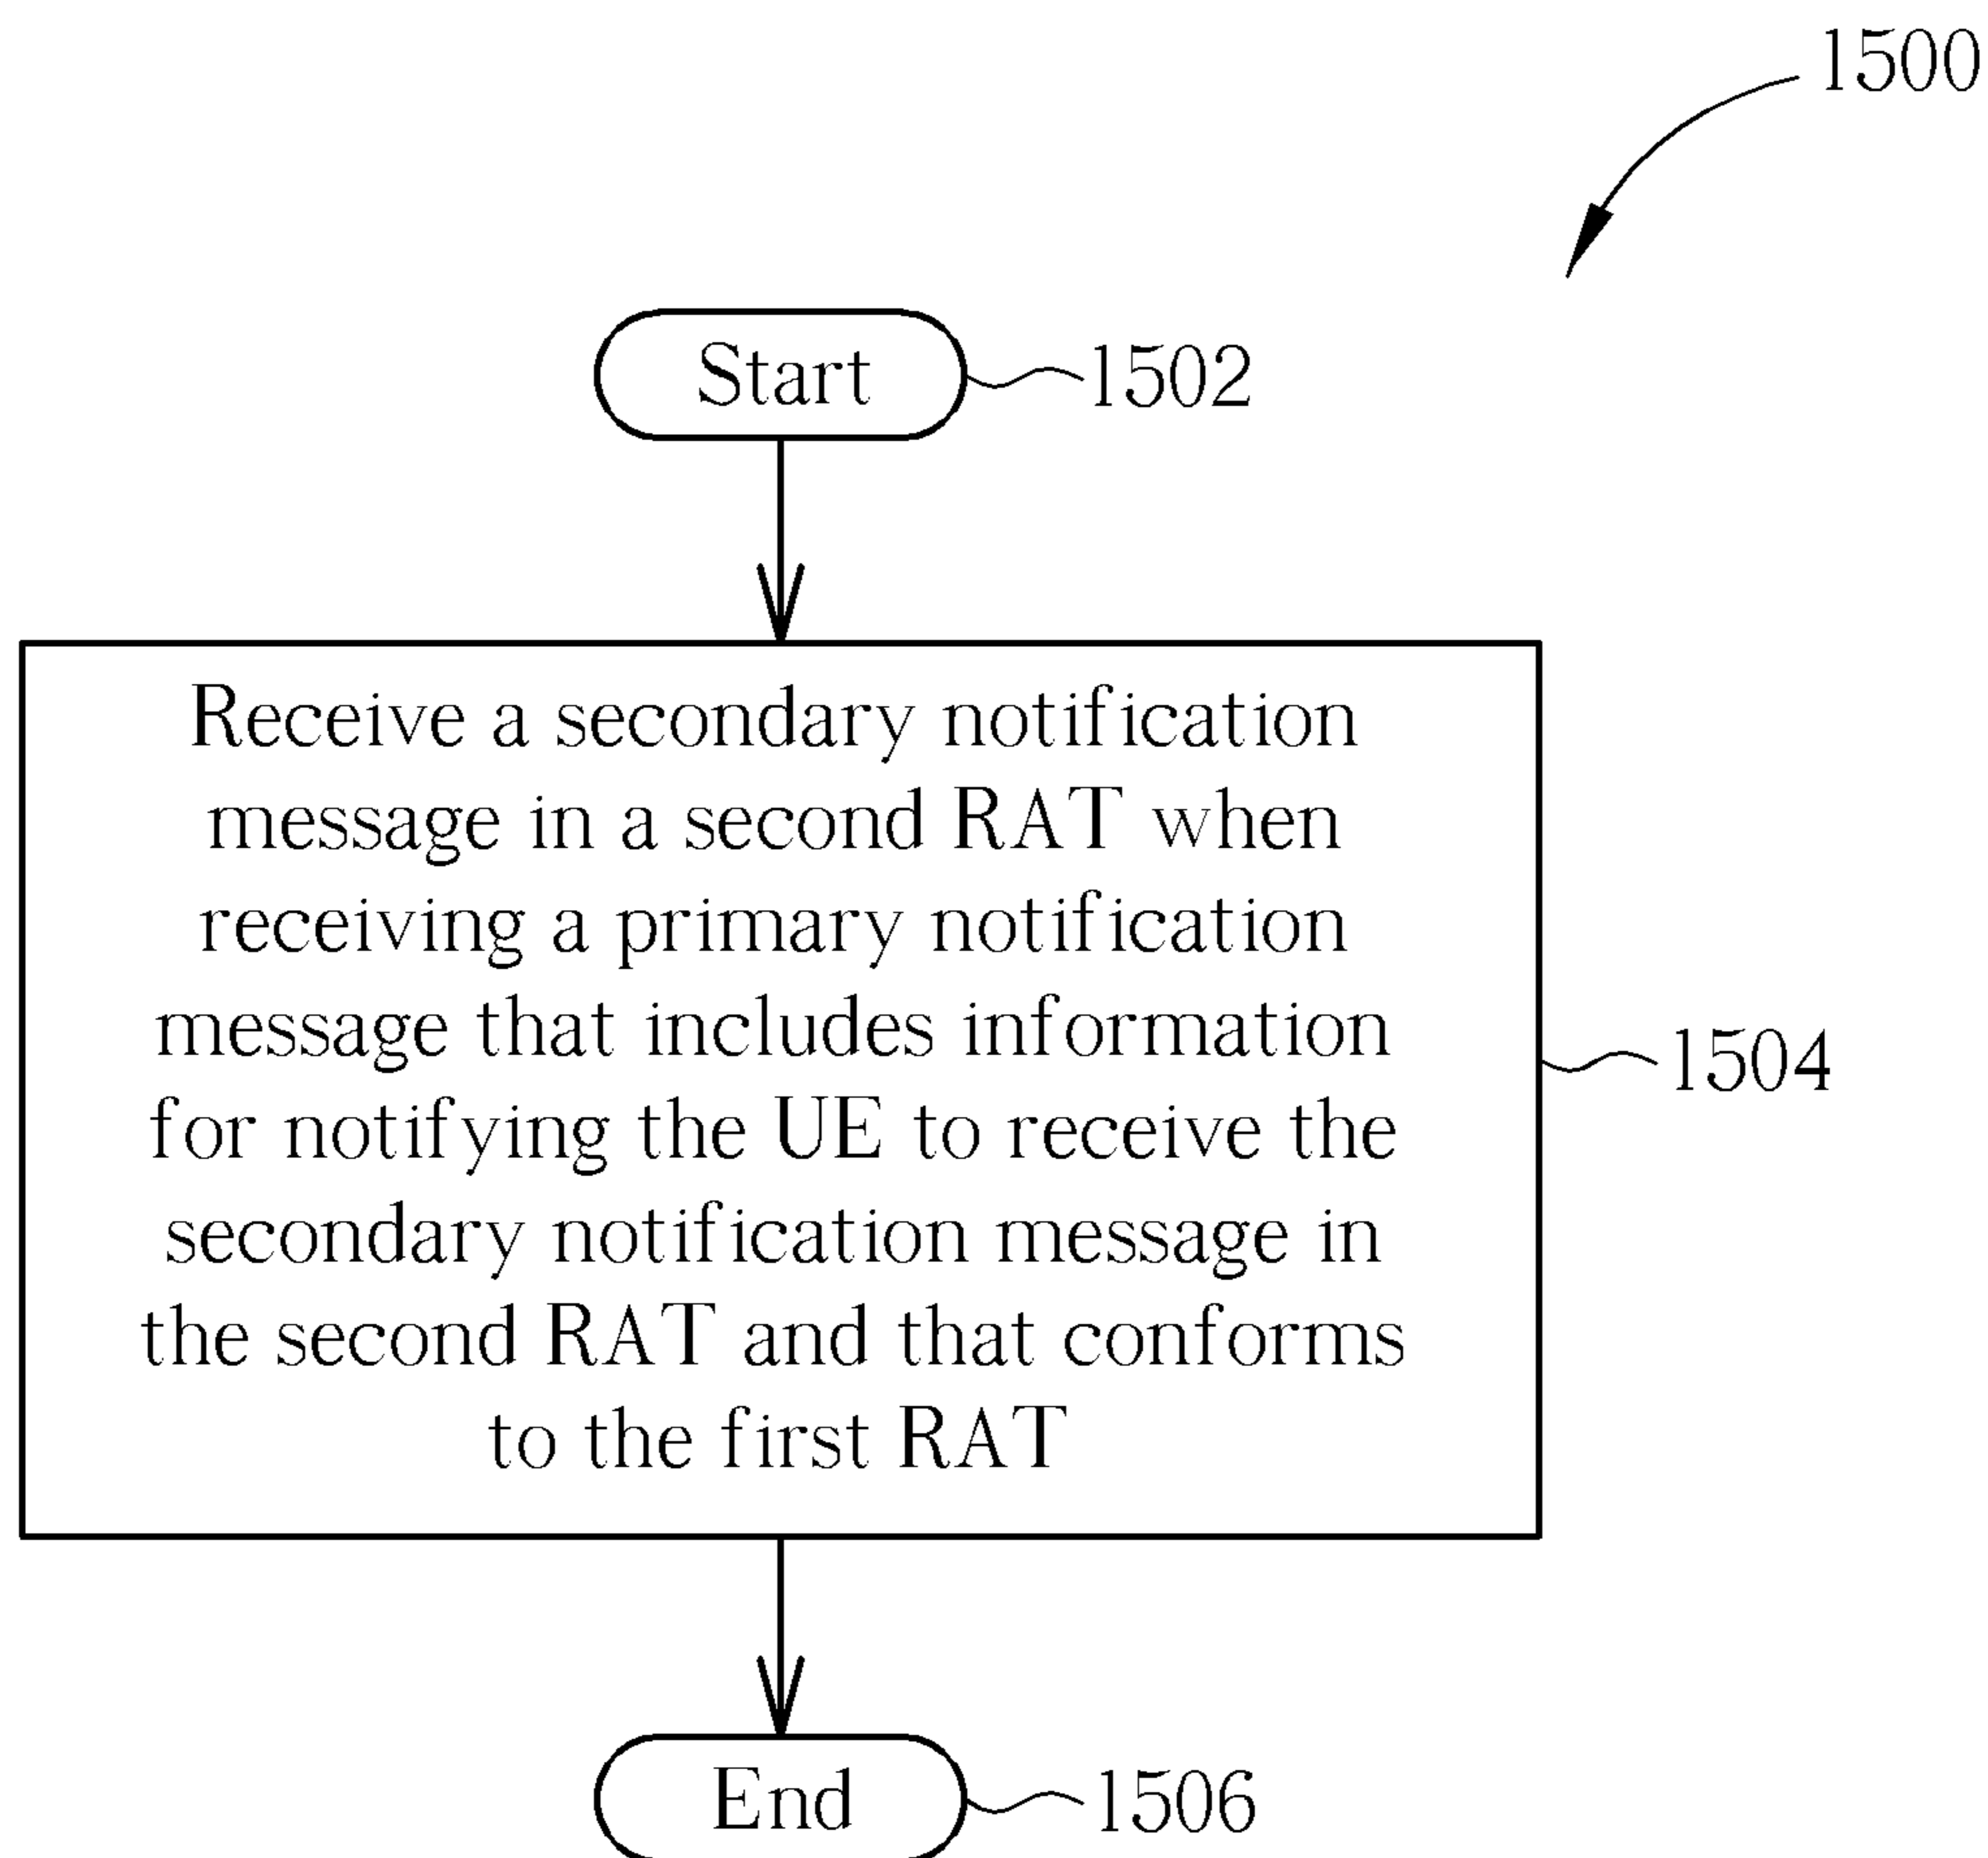 1500
Start
1502
Receive a secondary notification
message in a second RAT when
receiving a primary notification
message that includes information
for notifying the UE to receive the
secondary notification message in
the second RAT and that conforms
to the first RAT
1504
End
1506